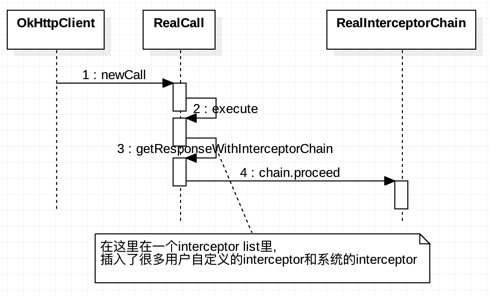 OkHttpClient
RealCall
RealInterceptorChain
1 : newCall
2 : execute
3 : getResponseWithInterceptorChain
4 : chain.proceed
在这里在一个interceptor list里,
插入了很多用户自定义的interceptor和系统的interceptor